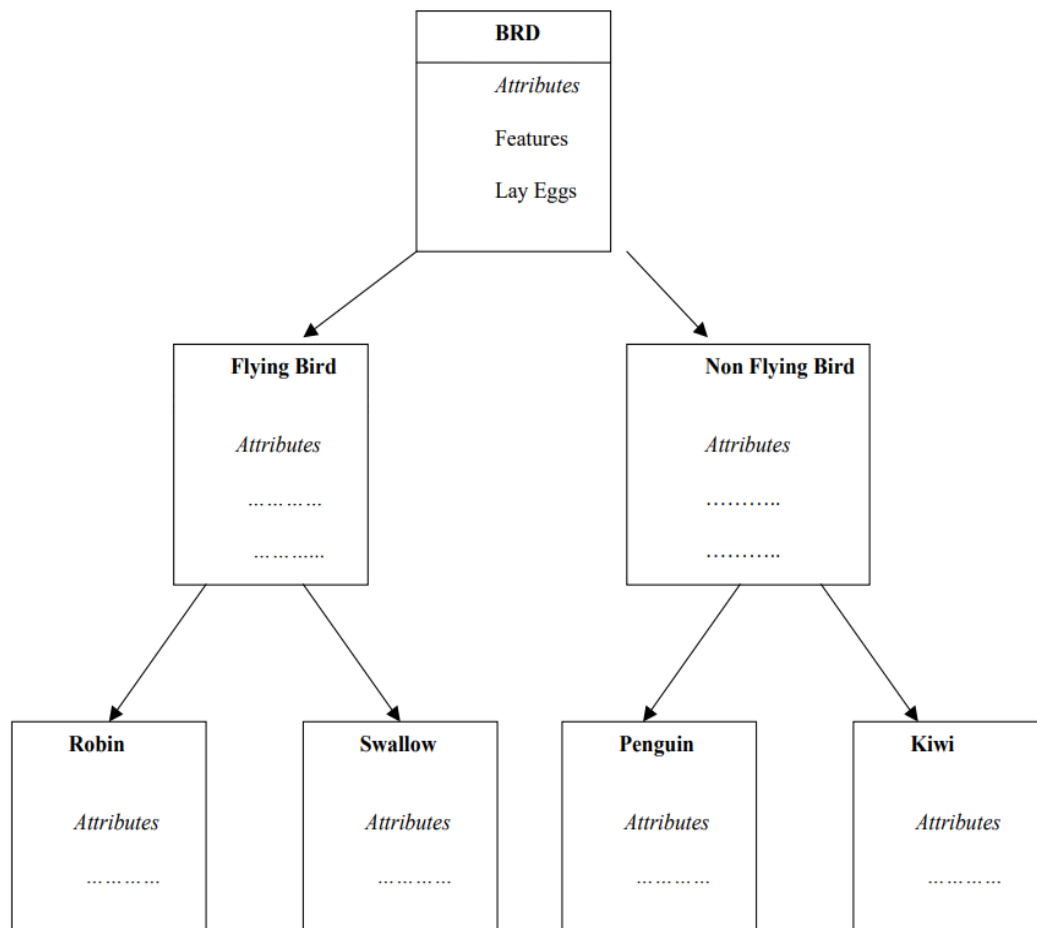 BRD
Attributes
Features
Lay Eggs
Flying Bird
Attributes
…………
………...
Non Flying Bird
Attributes
………..
………..
Robin
Attributes
…………
Swallow
Attributes
…………
Penguin
Attributes
…………
Kiwi
Attributes
…………